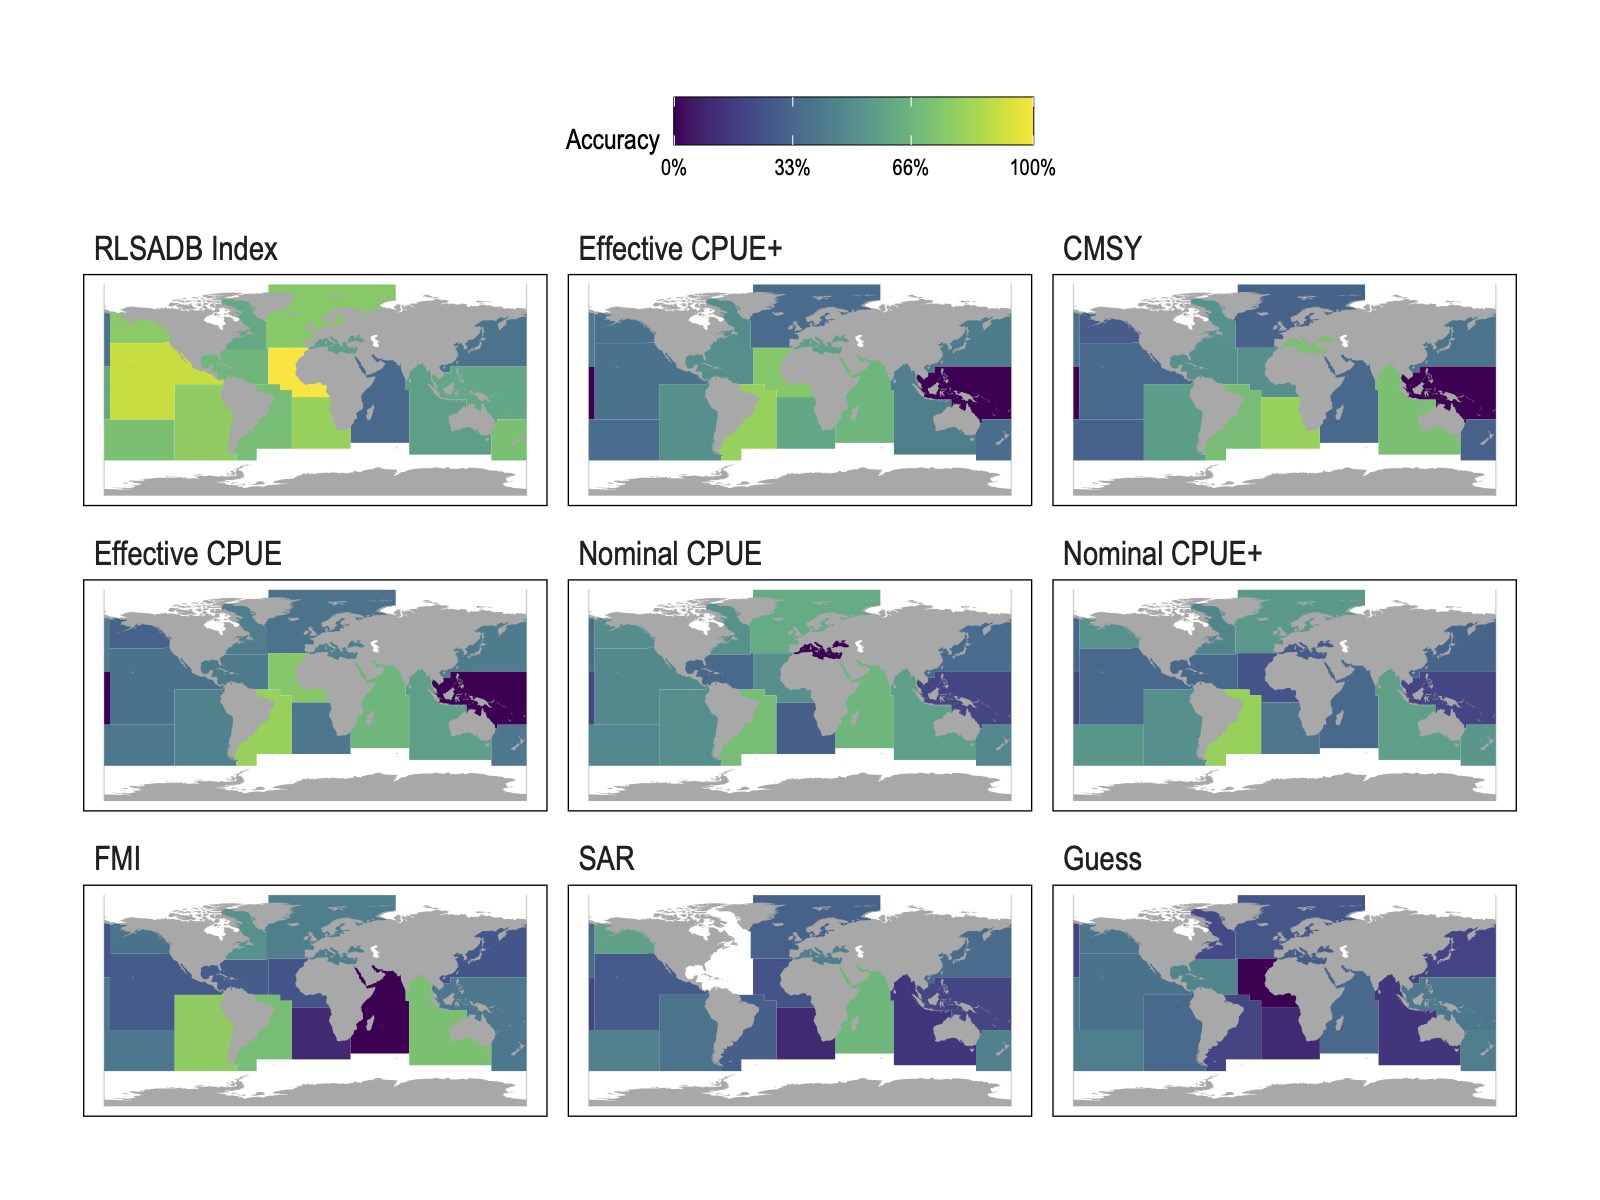 Accuracy
0% 33% 66% 100%
RLSADB Index
Effective CPUE+
CMSY
Effective CPUE
Nominal CPUE
Nominal CPUE+
FMI
SAR
Guess